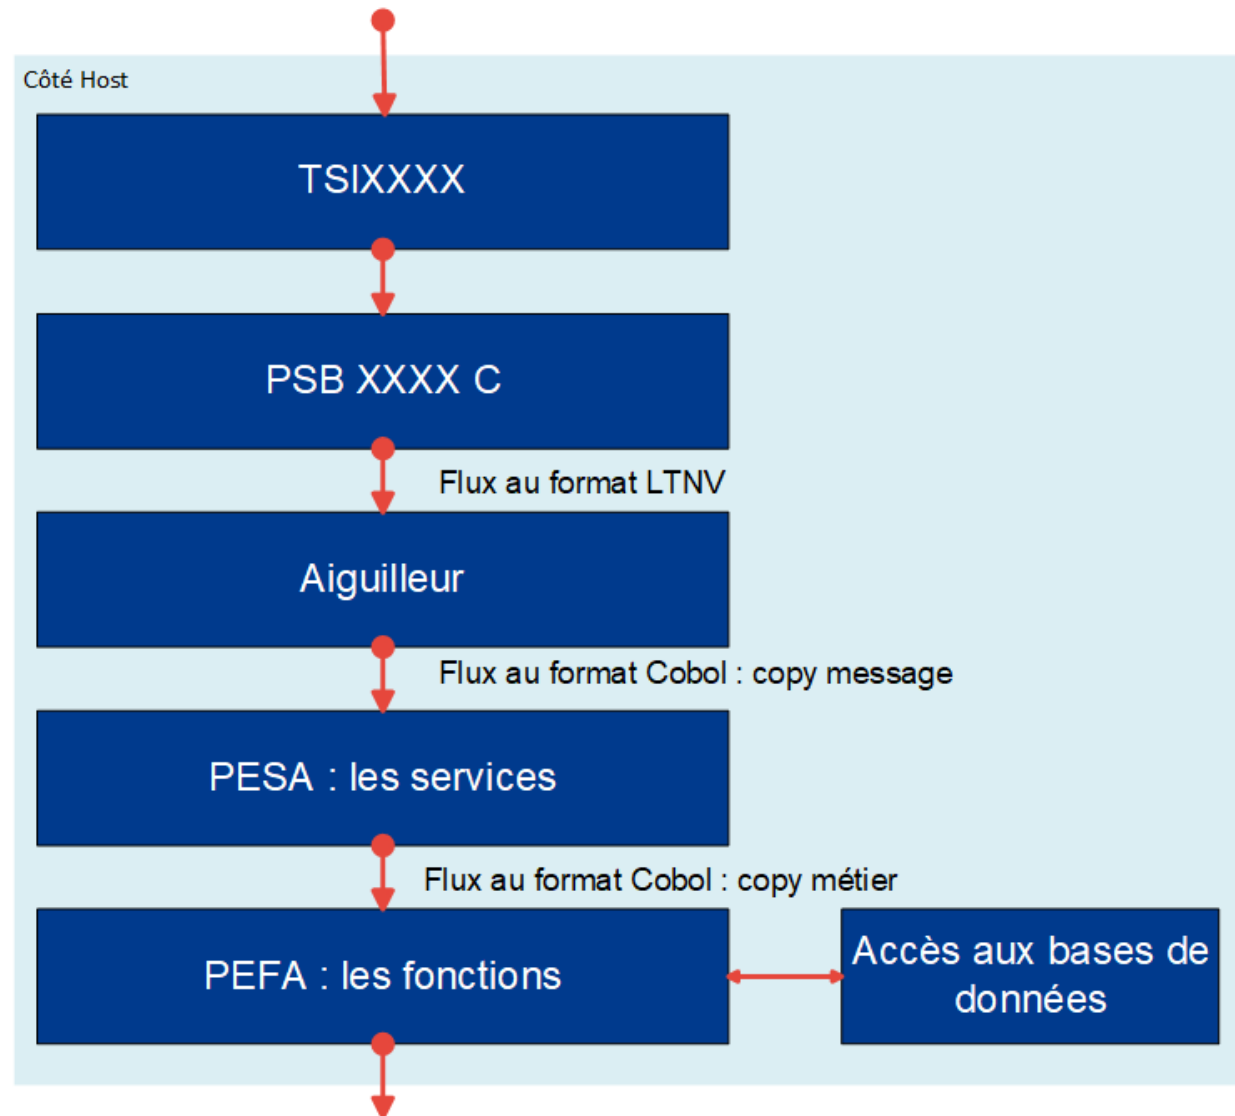 Côté Host
TSIXXXX
PSB XXXX C
Flux au format LTNV
Aiguilleur
Flux au format Cobol : copy message
PESA : les services
Flux au format Cobol : copy métier
PEFA : les fonctions
Accès aux bases de
données